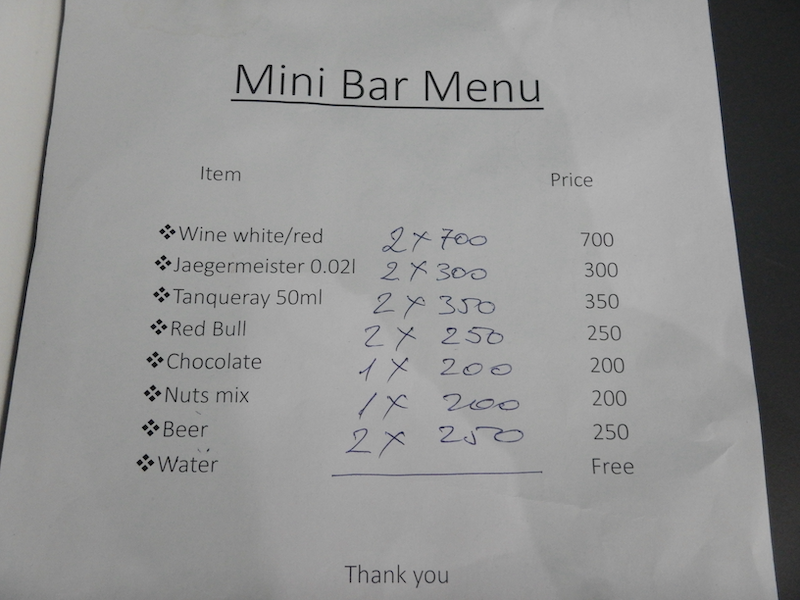 Mini Bar Menu
Item Price
❖Wine white/red 2 x 700 700
❖Jaegermeister 0.02l 2 x 300 300
❖Tanqueray 50ml 2 x 350 350
❖Red Bull 2 x 250 250
❖Chocolate 1 x 200 200
❖Nuts mix 1 x 200 200
❖Beer 2 x 250 250
❖Water Free
Thank you